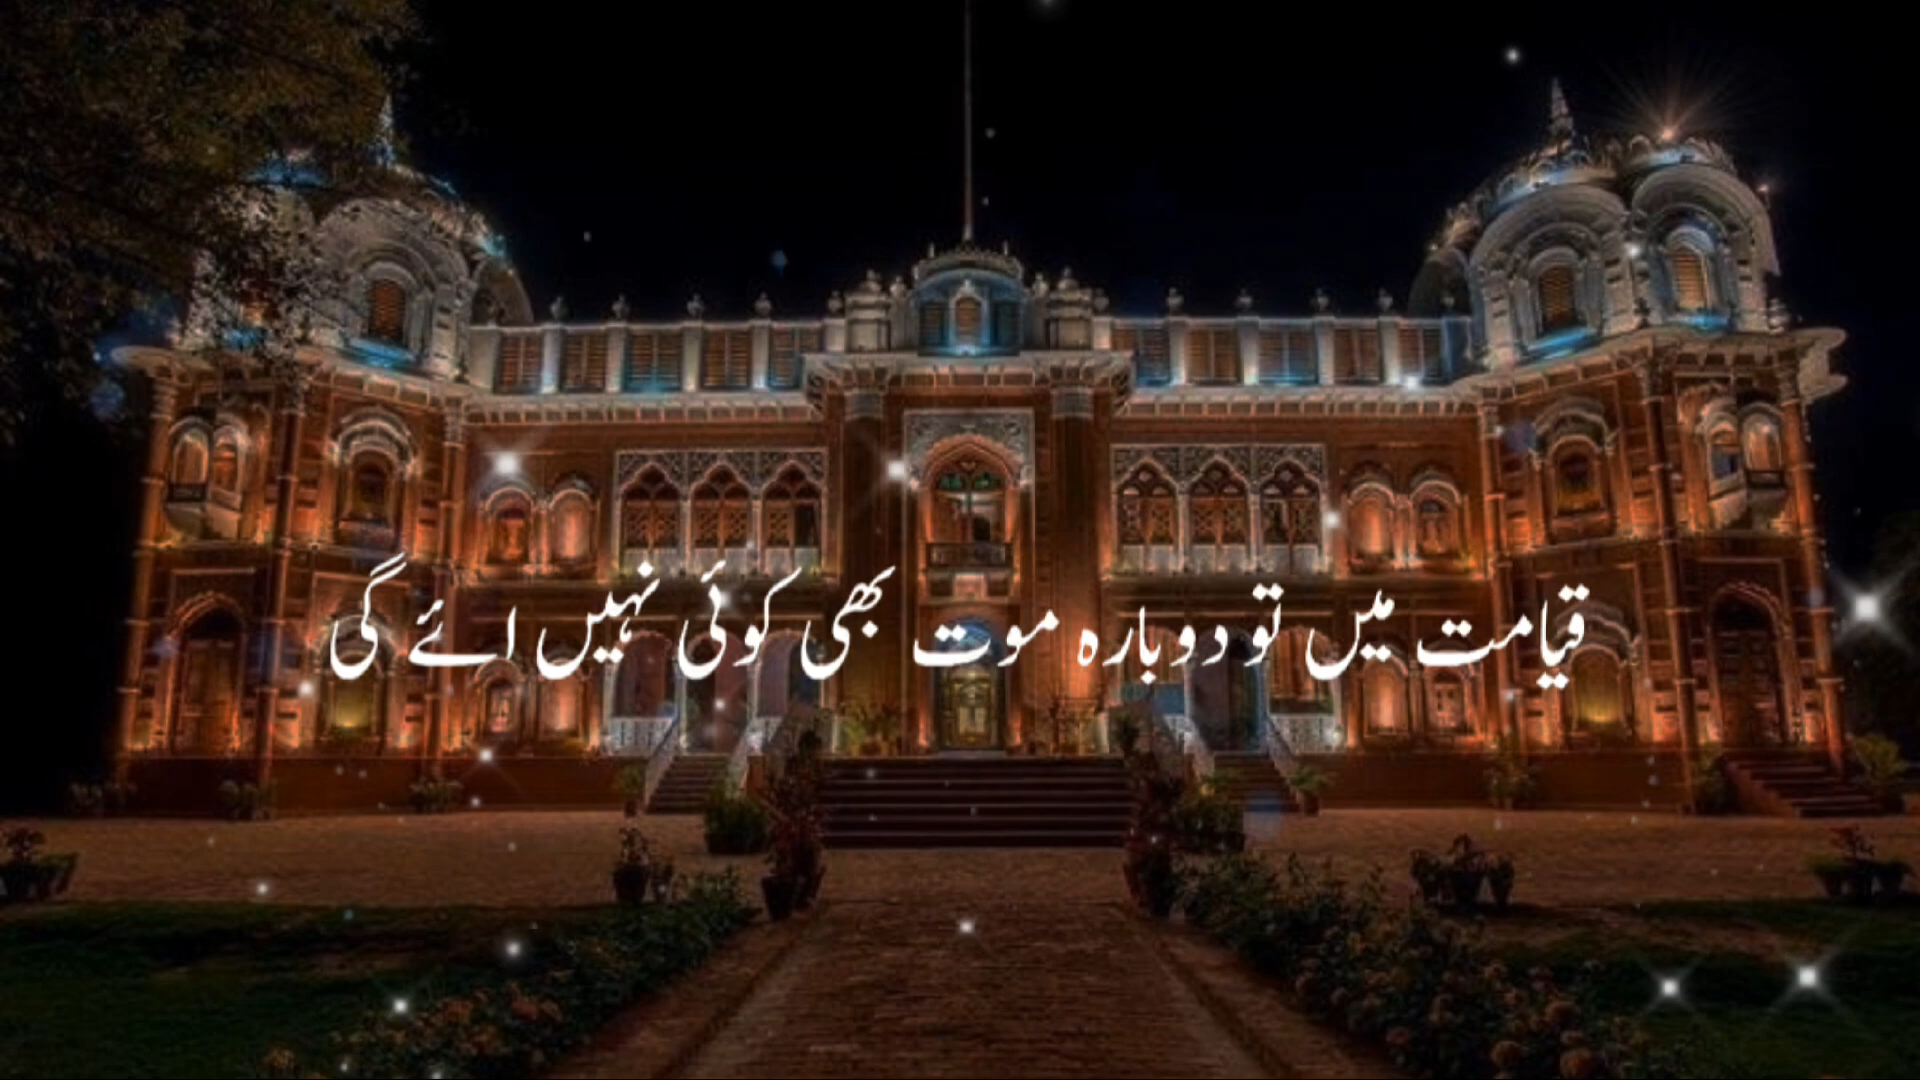 قیامت میں تو دوبارہ موت بھی کوئی نہیں ائے گی